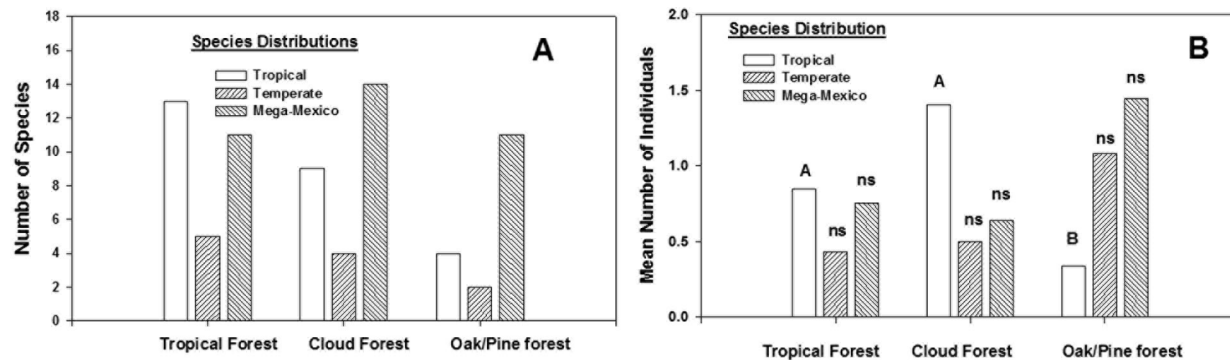 A
Species Distributions
Tropical
Temperate
Mega-Mexico
Number of Species
18
16
14
12
10
8
6
4
2
0
Tropical Forest
Cloud Forest
Oak/Pine forest
B
Species Distribution
Tropical
Temperate
Mega-Mexico
Mean Number of Individuals
2.0
1.5
1.0
0.5
0.0
A
ns
ns
A
ns
ns
B
ns
ns
Tropical Forest
Cloud Forest
Oak/Pine forest